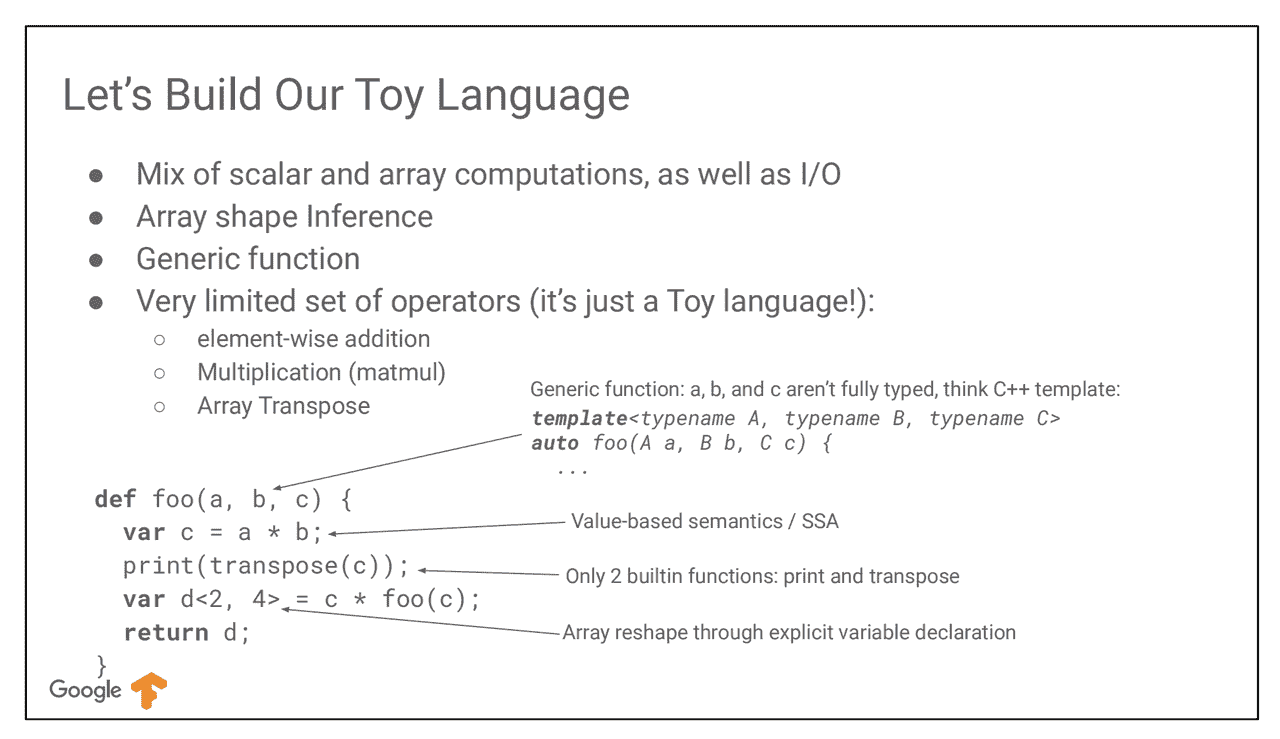 Let’s Build Our Toy Language
● Mix of scalar and array computations, as well as I/O
● Array shape Inference
● Generic function
● Very limited set of operators (it’s just a Toy language!):
○ element-wise addition
○ Multiplication (matmul)
○ Array Transpose
Generic function: a, b, and c aren’t fully typed, think C++ template:
template<typename A, typename B, typename C>
auto foo(A a, B b, C c) {
...
def foo(a, b, c) {
var c = a * b;
Value-based semantics / SSA
print(transpose(c));
Only 2 builtin functions: print and transpose
var d<2, 4> = c * foo(c);
Array reshape through explicit variable declaration
return d;
}
Google